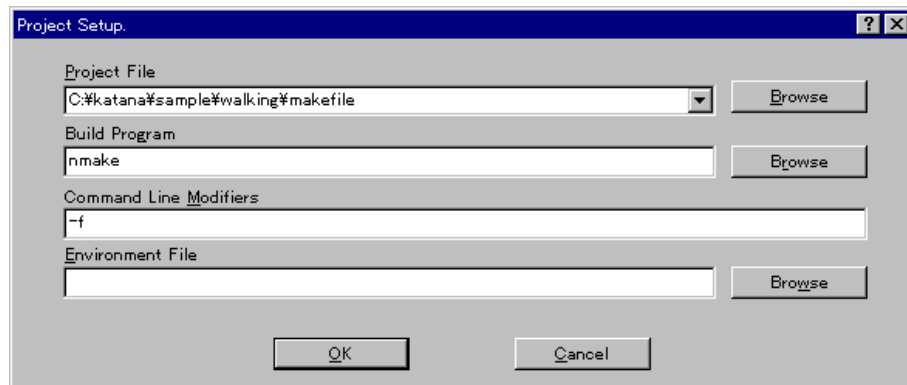 Project Setup.
Project File
C:¥katana¥sample¥walking¥makefile
Browse
Build Program
nmake
Browse
Command Line Modifiers
-f
Environment File
Browse
OK
Cancel